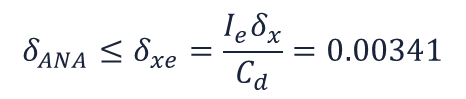 δ_ANA ≤ δ_xe = I_e δ_x / C_d = 0.00341